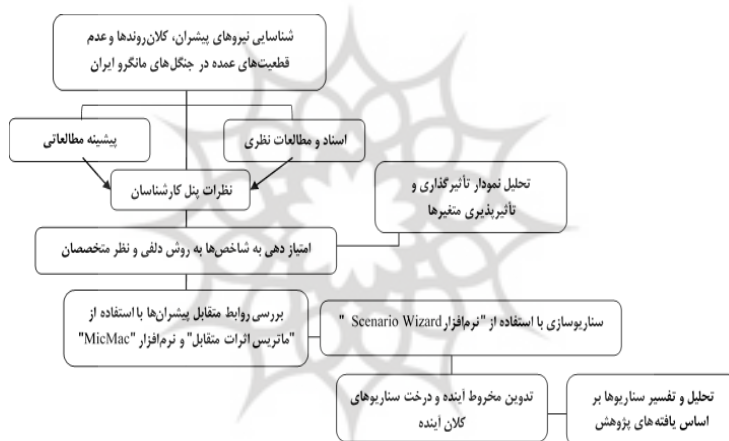 شناسایی نیروهای پیشران، کلان‌روندها و عدم
قطعیت‌های عمده در جنگل‌های مانگرو ایران
اسناد و مطالعات نظری
پیشینه مطالعاتی
نظرات پنل کارشناسان
تحلیل نمودار تأثیرگذاری و
تأثیرپذیری متغیرها
امتیاز دهی به شاخص‌ها به روش دلفی و نظر متخصصان
بررسی روابط متقابل پیشران‌ها با استفاده از
"ماتریس اثرات متقابل" و نرم‌افزار "MicMac"
سناریوسازی با استفاده از "نرم‌افزار Scenario Wizard "
تدوین مخروط آینده و درخت سناریوهای
کلان آینده
تحلیل و تفسیر سناریوها بر
اساس یافته های پژوهش